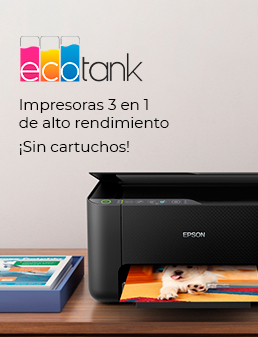 ecotank
Impresoras 3 en 1
de alto rendimiento
¡Sin cartuchos!
EPSON